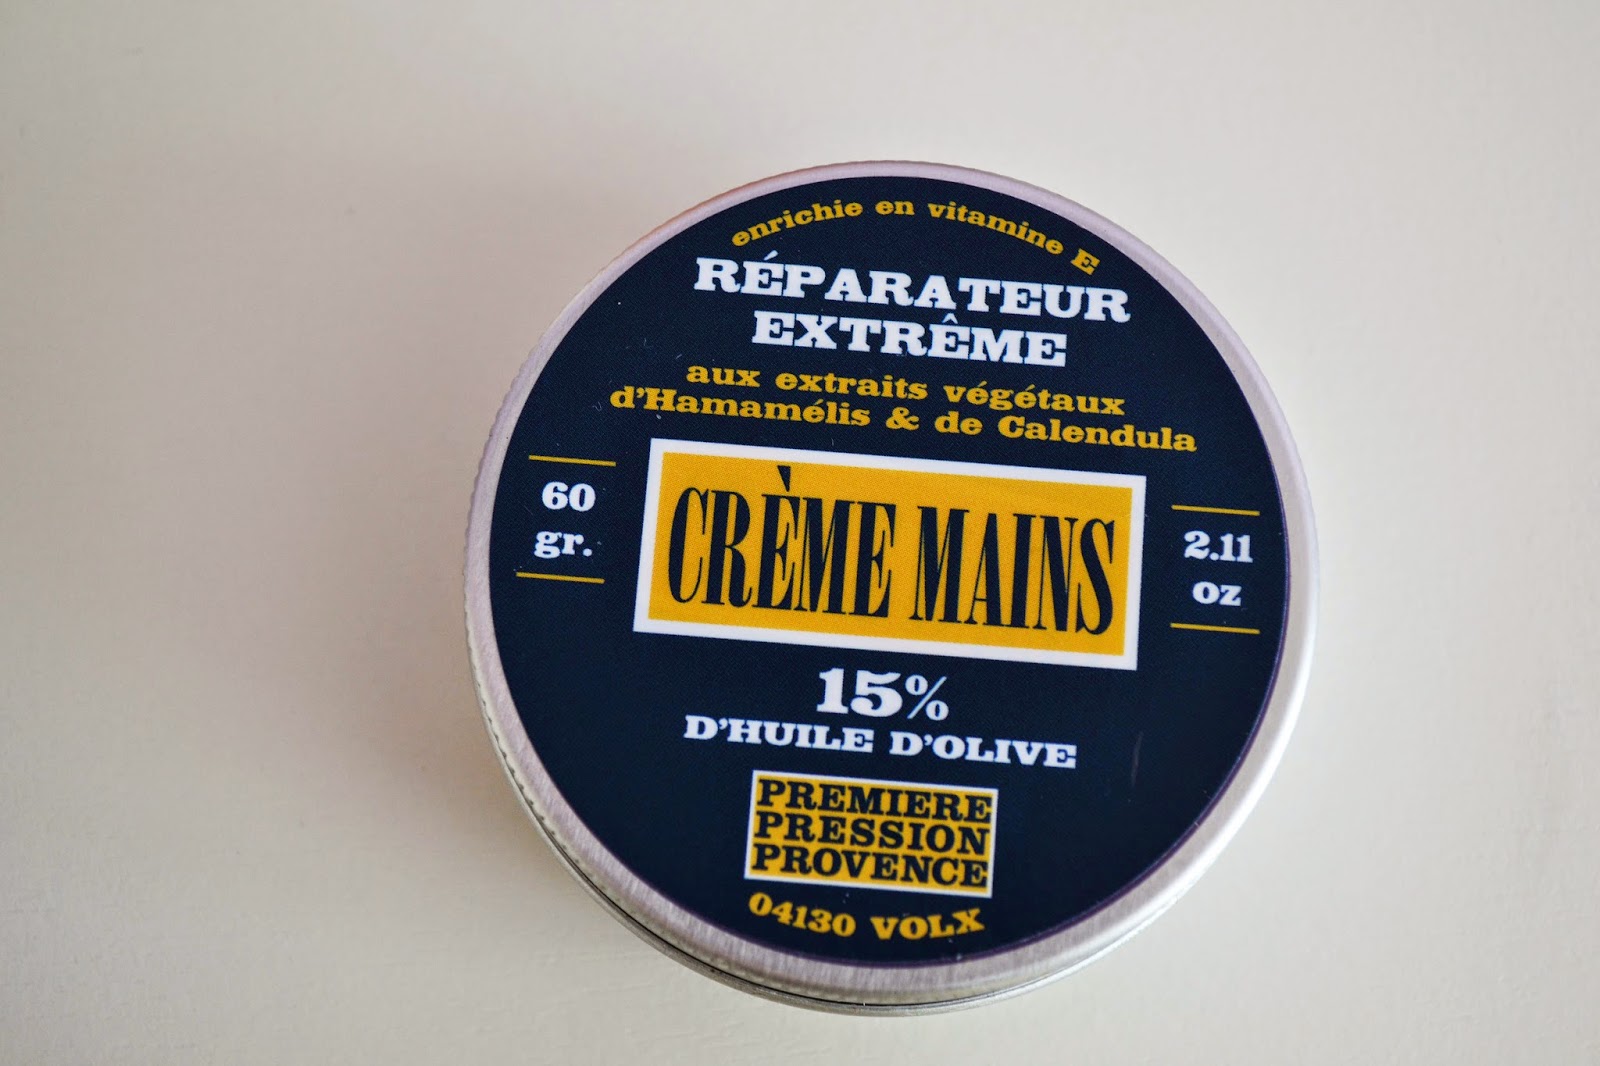 enrichie en vitamine E
RÉPARATEUR
EXTRÊME
aux extraits végétaux
d'Hamamélis & de Calendula
60
gr.
CRÈME MAINS
2.11
oz
15%
D'HUILE D'OLIVE
PREMIERE
PRESSION
PROVENCE
04130 VOLX